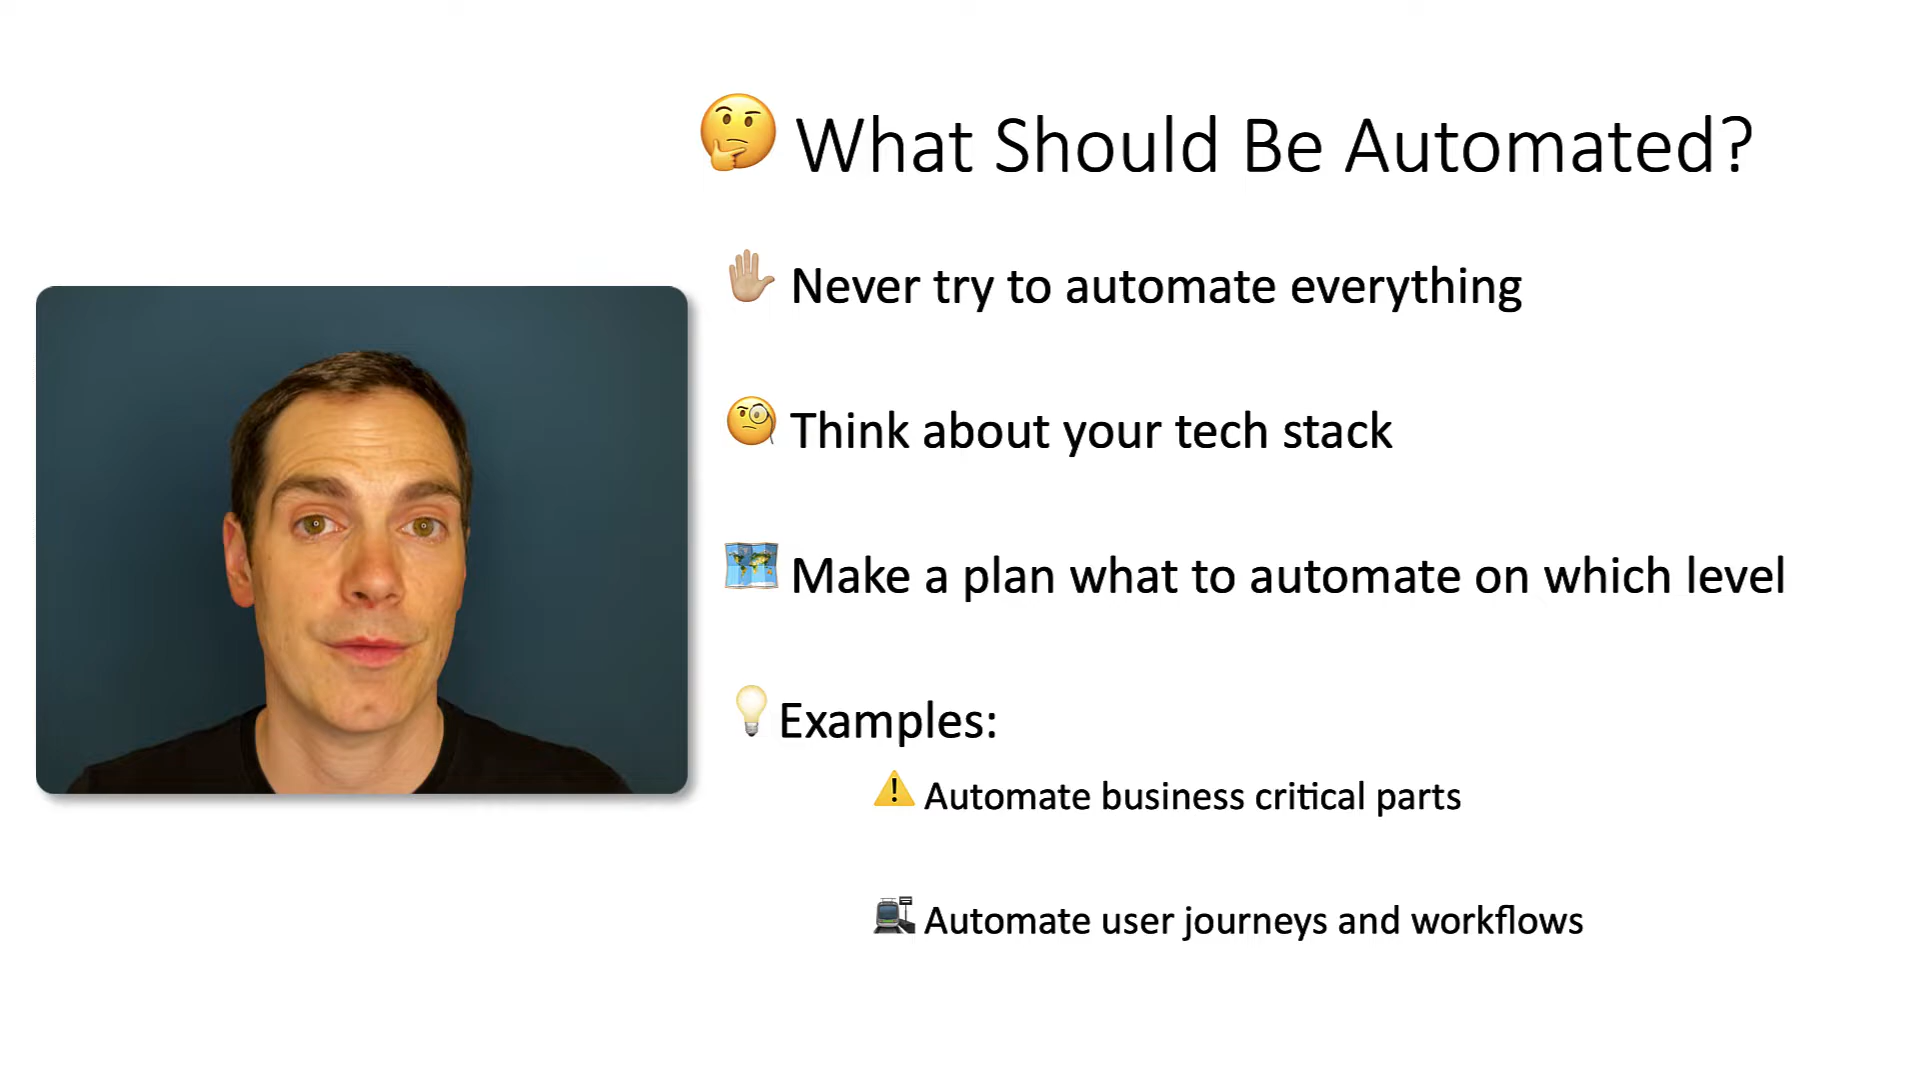 🤔 What Should Be Automated?
✋🏼 Never try to automate everything
🧐 Think about your tech stack
🗺️ Make a plan what to automate on which level
💡 Examples:
⚠️ Automate business critical parts
🚉 Automate user journeys and workflows